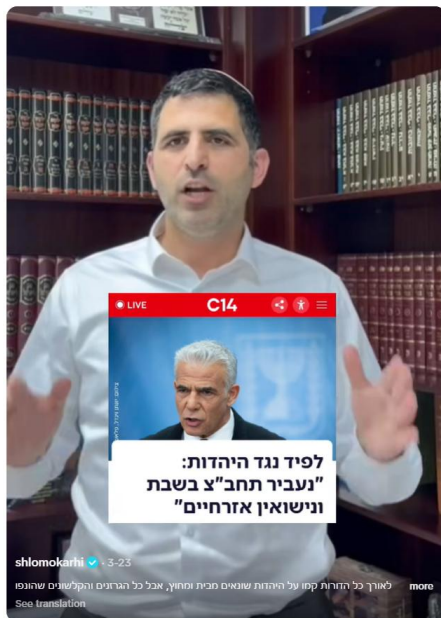 LIVE
C14
לפיד נגד היהדות:
"נעביר תחב"צ בשבת
ונישואין אזרחיים"
shlomokarhi · 3-23
לאורך כל הדורות קמו על היהדות שונאים מבית ומחוץ, אבל כל הגרזנים והקלשונים שהונפו more
See translation